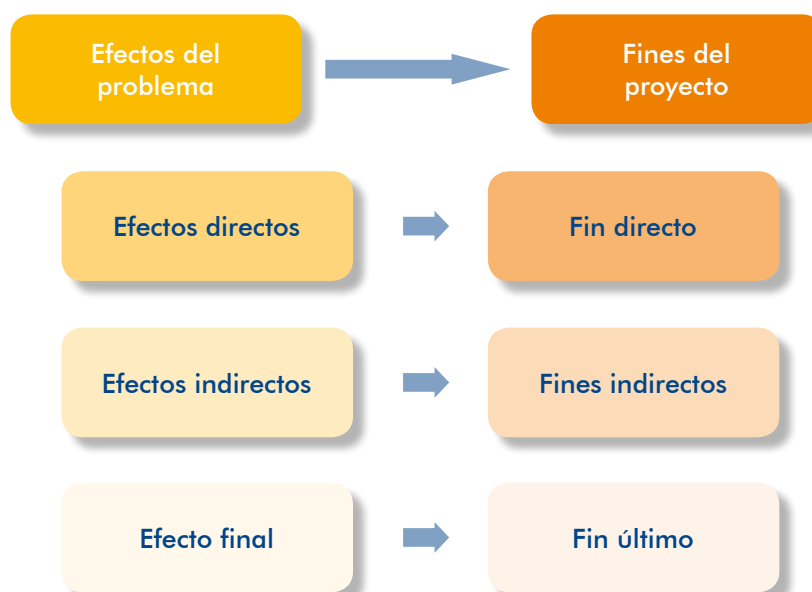 Efectos del
problema
Fines del
proyecto
Efectos directos
Fin directo
Efectos indirectos
Fines indirectos
Efecto final
Fin último